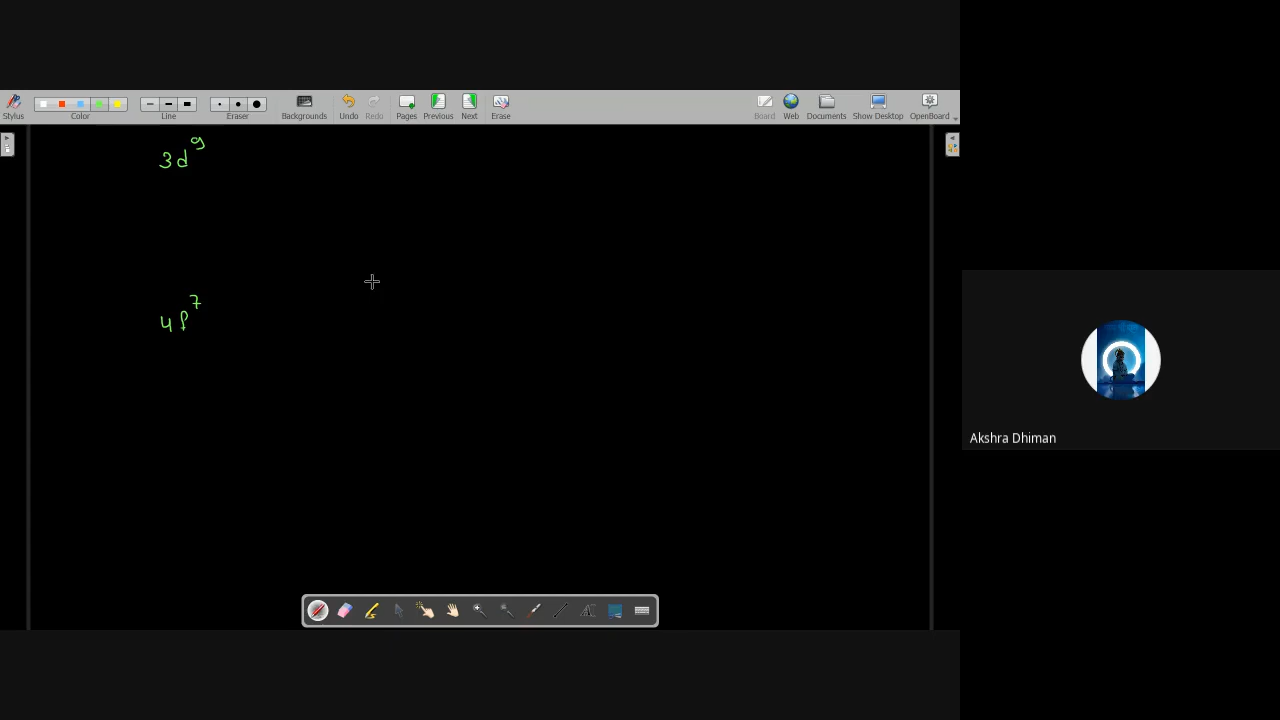 Stylus Color Line Eraser Backgrounds Undo Redo Pages Previous Next Erase Board Web Documents Show Desktop OpenBoard
3d⁹
4f⁷
Akshra Dhiman